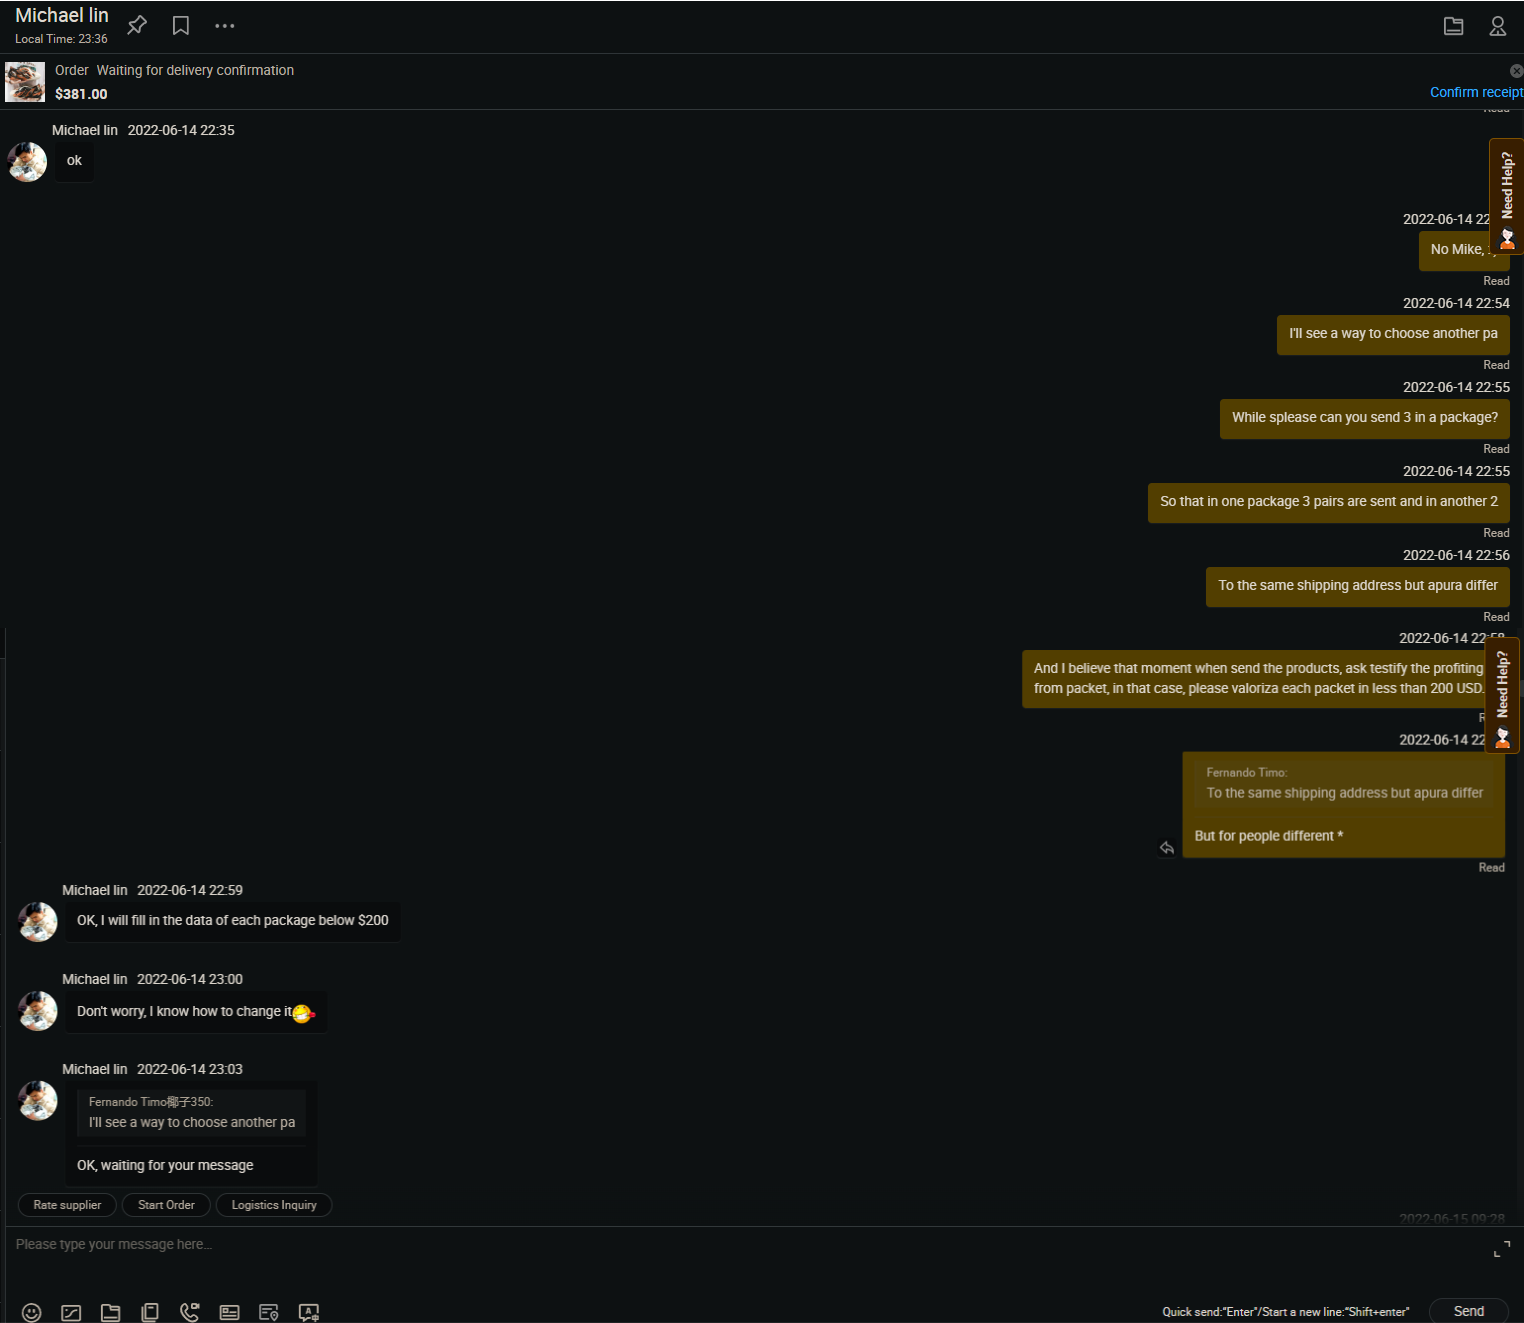 Michael lin
Local Time: 23:36
Order Waiting for delivery confirmation
$381.00
Confirm receipt
Read
Michael lin 2022-06-14 22:35
ok
Need Help?
2022-06-14 22
No Mike,
Read
2022-06-14 22:54
I'll see a way to choose another pa
Read
2022-06-14 22:55
While splease can you send 3 in a package?
Read
2022-06-14 22:55
So that in one package 3 pairs are sent and in another 2
Read
2022-06-14 22:56
To the same shipping address but apura differ
Read
2022-06-14 22:58
Need Help?
And I believe that moment when send the products, ask testify the profiting
from packet, in that case, please valoriza each packet in less than 200 USD.
2022-06-14 22
Fernando Timo:
To the same shipping address but apura differ
But for people different *
Read
Michael lin 2022-06-14 22:59
OK, I will fill in the data of each package below $200
Michael lin 2022-06-14 23:00
Don't worry, I know how to change it
Michael lin 2022-06-14 23:03
Fernando Timo椰子350:
I'll see a way to choose another pa
OK, waiting for your message
Rate supplier Start Order Logistics Inquiry
2022-06-15 09:28
Please type your message here...
Quick send:"Enter"/Start a new line:"Shift+enter"
Send